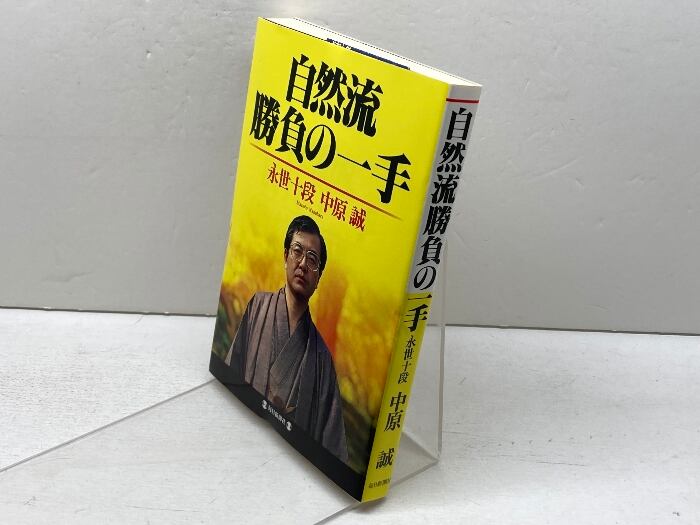 自然流
勝負の一手
永世十段 中原 誠
自然流勝負の一手
永世十段
中原 誠